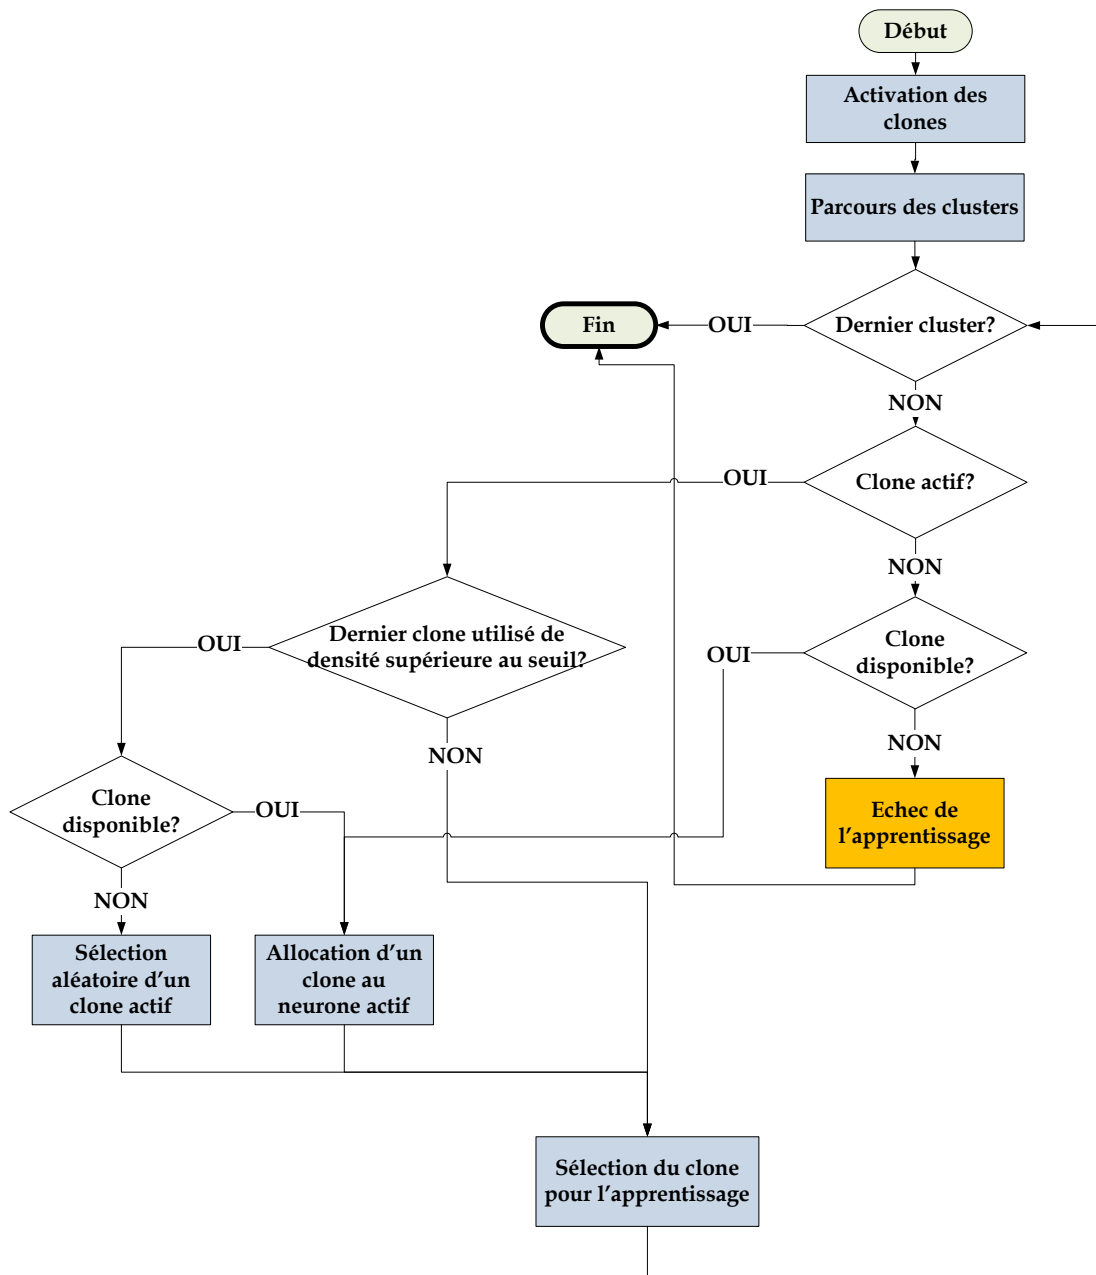 Début
Activation des
clones
Parcours des clusters
Dernier cluster?
OUI
Fin
NON
Clone actif?
OUI
NON
Clone
disponible?
OUI
NON
Echec de
l’apprentissage
Dernier clone utilisé de
densité supérieure au seuil?
OUI
NON
Clone
disponible?
OUI
NON
Sélection
aléatoire d’un
clone actif
Allocation d’un
clone au
neurone actif
Sélection du clone
pour l’apprentissage